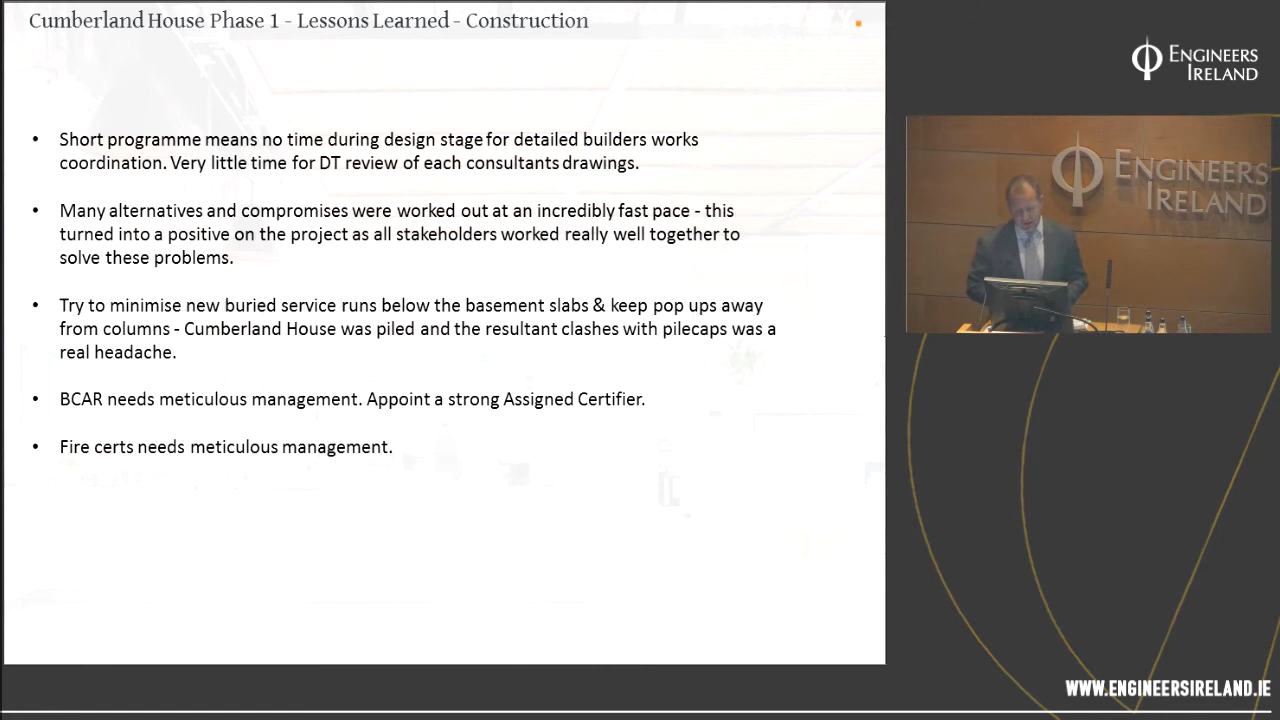 Cumberland House Phase 1 - Lessons Learned - Construction
• Short programme means no time during design stage for detailed builders works
coordination. Very little time for DT review of each consultants drawings.
• Many alternatives and compromises were worked out at an incredibly fast pace - this
turned into a positive on the project as all stakeholders worked really well together to
solve these problems.
• Try to minimise new buried service runs below the basement slabs & keep pop ups away
from columns - Cumberland House was piled and the resultant clashes with pilecaps was a
real headache.
• BCAR needs meticulous management. Appoint a strong Assigned Certifier.
• Fire certs needs meticulous management.
ENGINEERS
IRELAND
ENGINEERS
IRELAND
WWW.ENGINEERSIRELAND.IE